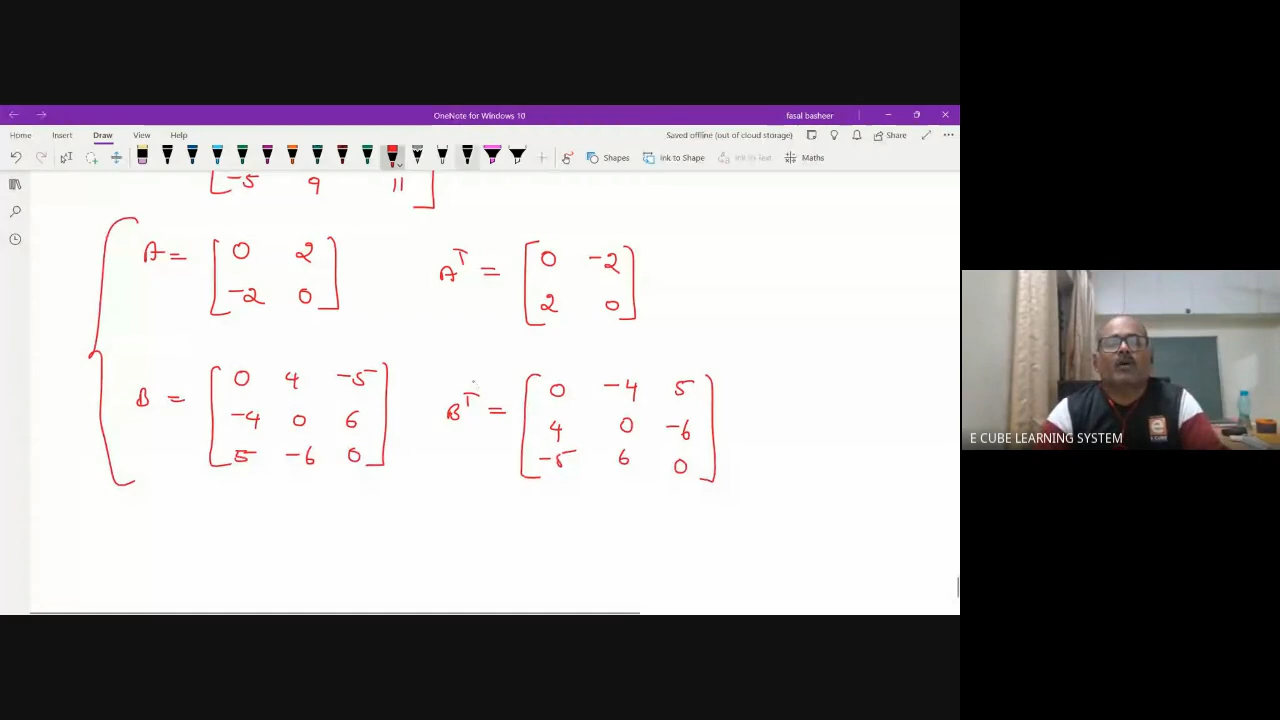 OneNote for Windows 10
fasal basheer
Home Insert Draw View Help
Saved offline (out of cloud storage)
Share
Shapes Ink to Shape Ink to Text Maths
-5 9 11
A = [ 0 2
-2 0 ]
A^T = [ 0 -2
2 0 ]
B = [ 0 4 -5
-4 0 6
5 -6 0 ]
B^T = [ 0 -4 5
4 0 -6
-5 6 0 ]
E CUBE LEARNING SYSTEM